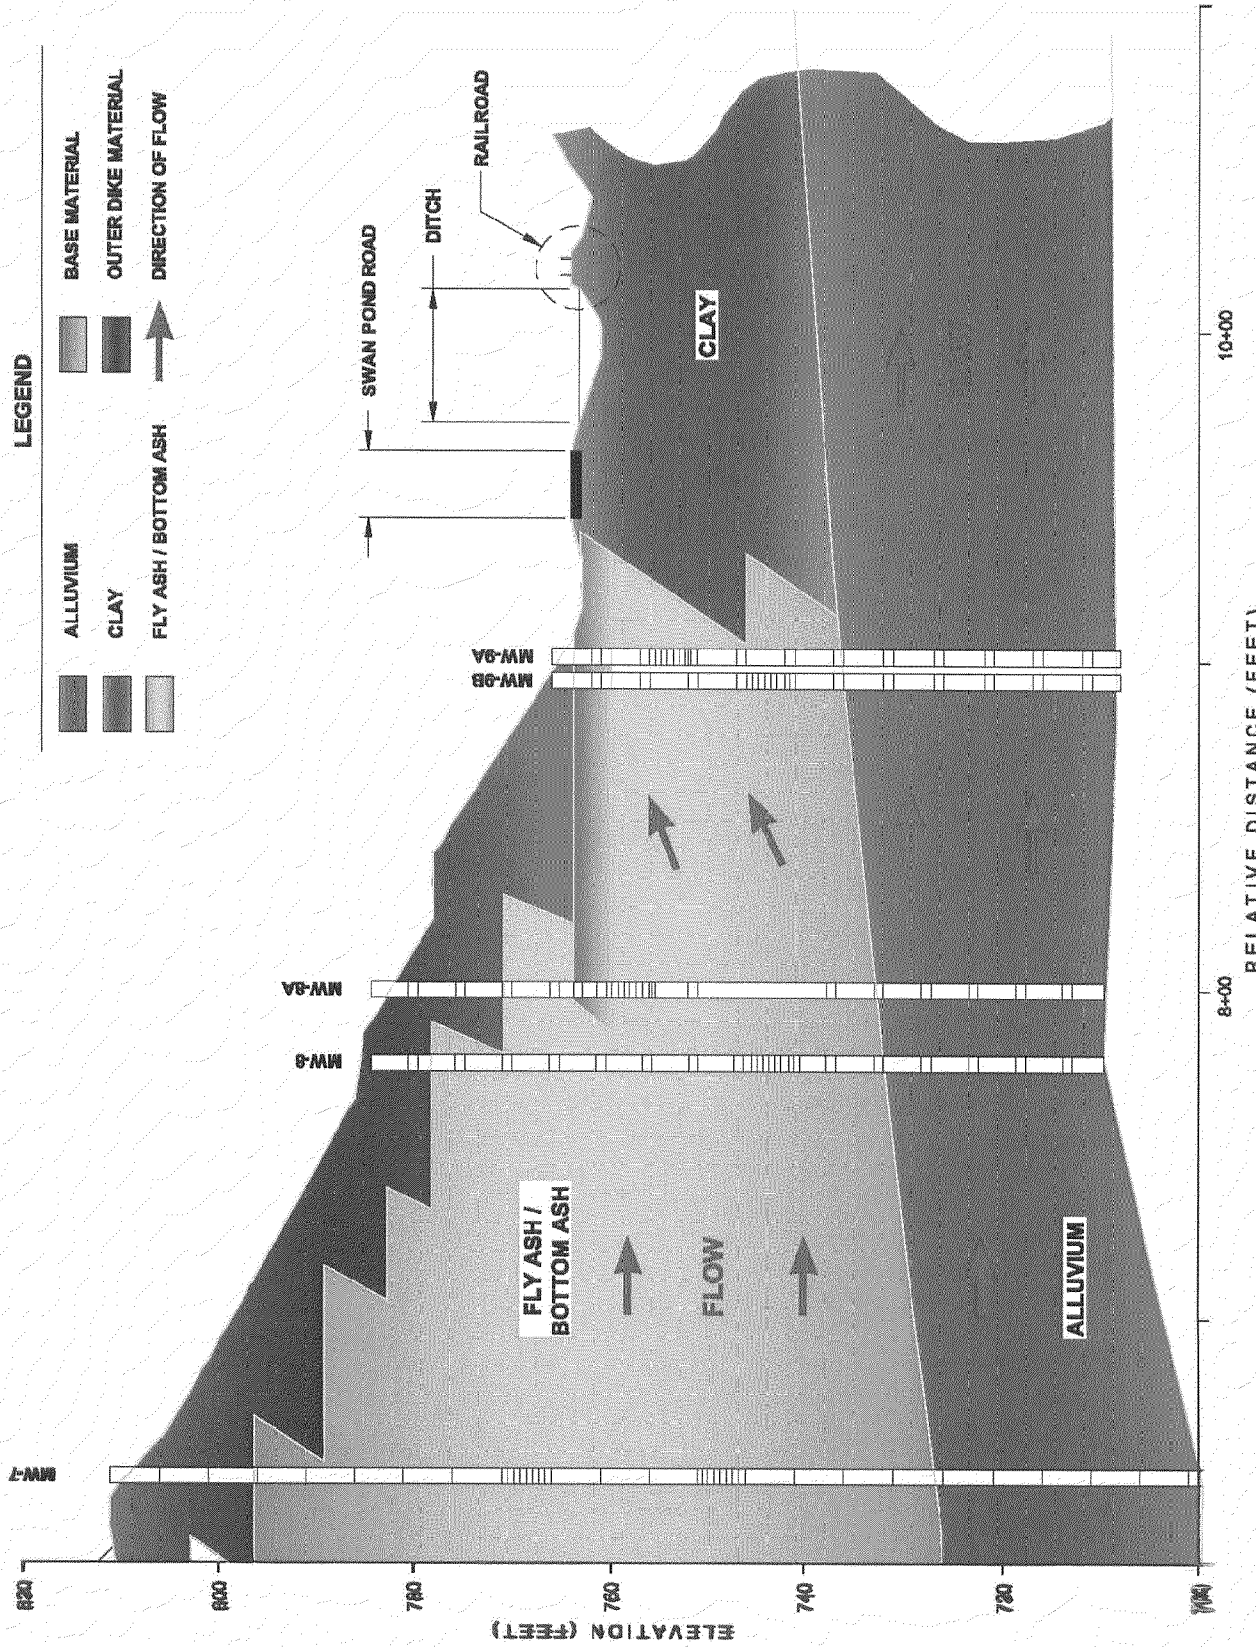 LEGEND
ALLUVIUM
BASE MATERIAL
CLAY
OUTER DIKE MATERIAL
FLY ASH / BOTTOM ASH
DIRECTION OF FLOW
MW-7
MW-8
MW-8A
MW-9B
MW-9A
SWAN POND ROAD
DITCH
RAILROAD
FLY ASH /
BOTTOM ASH
FLOW
CLAY
ALLUVIUM
ELEVATION (FEET)
820
800
780
760
740
8+00
10+00
RELATIVE DISTANCE (FEET)